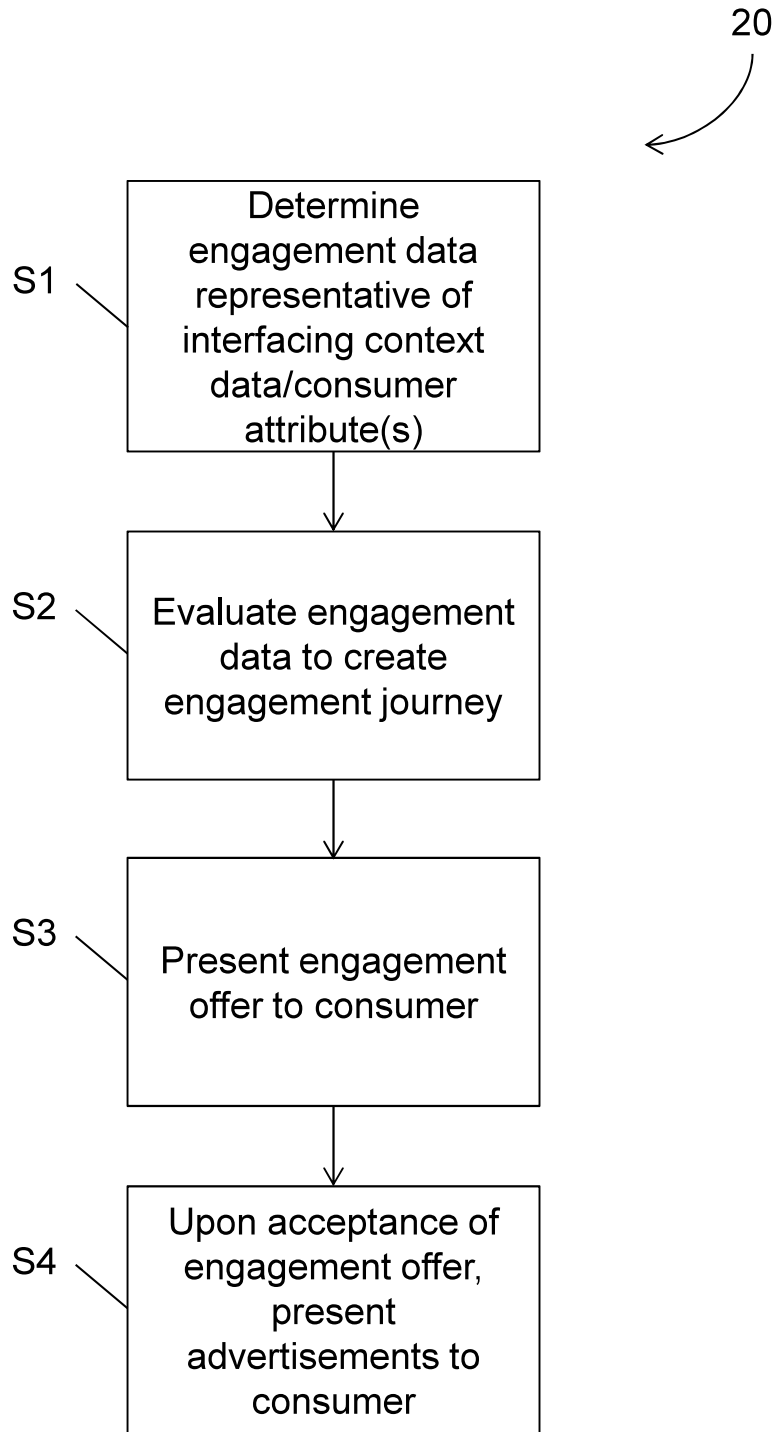 20
S1
Determine
engagement data
representative of
interfacing context
data/consumer
attribute(s)
S2
Evaluate engagement
data to create
engagement journey
S3
Present engagement
offer to consumer
S4
Upon acceptance of
engagement offer,
present
advertisements to
consumer